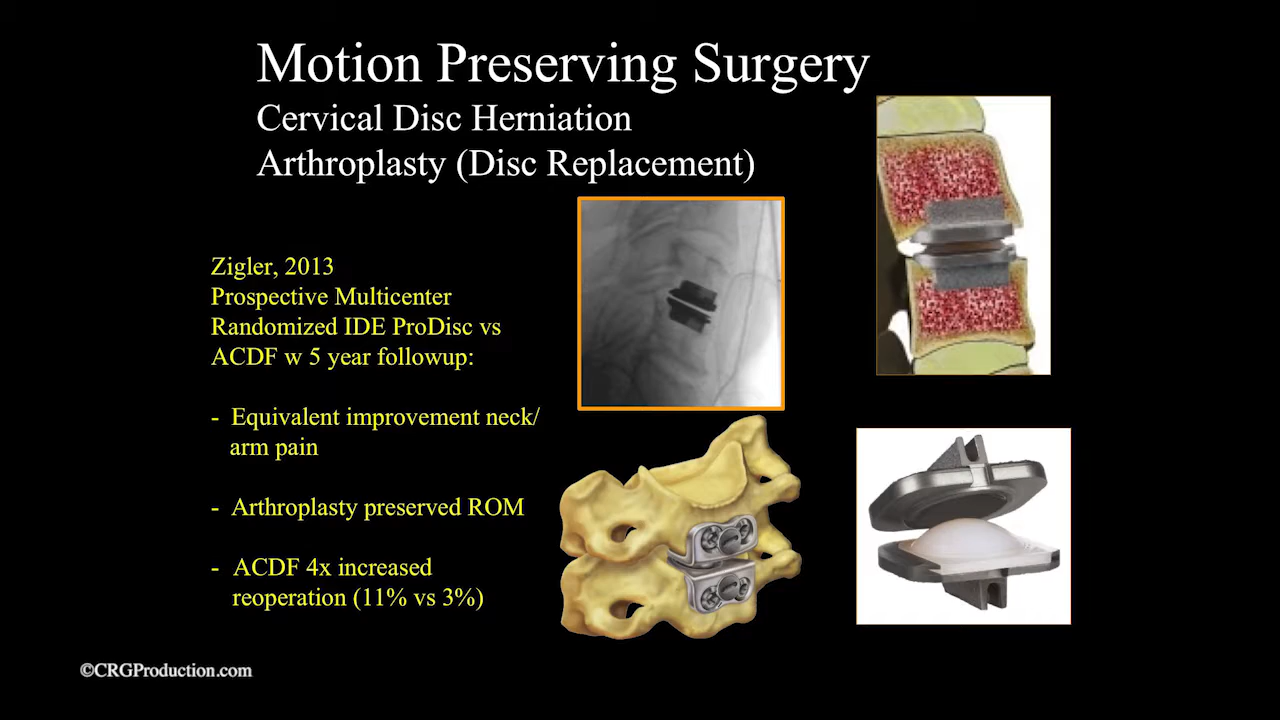 Motion Preserving Surgery
Cervical Disc Herniation
Arthroplasty (Disc Replacement)
Zigler, 2013
Prospective Multicenter
Randomized IDE ProDisc vs
ACDF w 5 year followup:
- Equivalent improvement neck/
arm pain
- Arthroplasty preserved ROM
- ACDF 4x increased
reoperation (11% vs 3%)
©CRGProduction.com